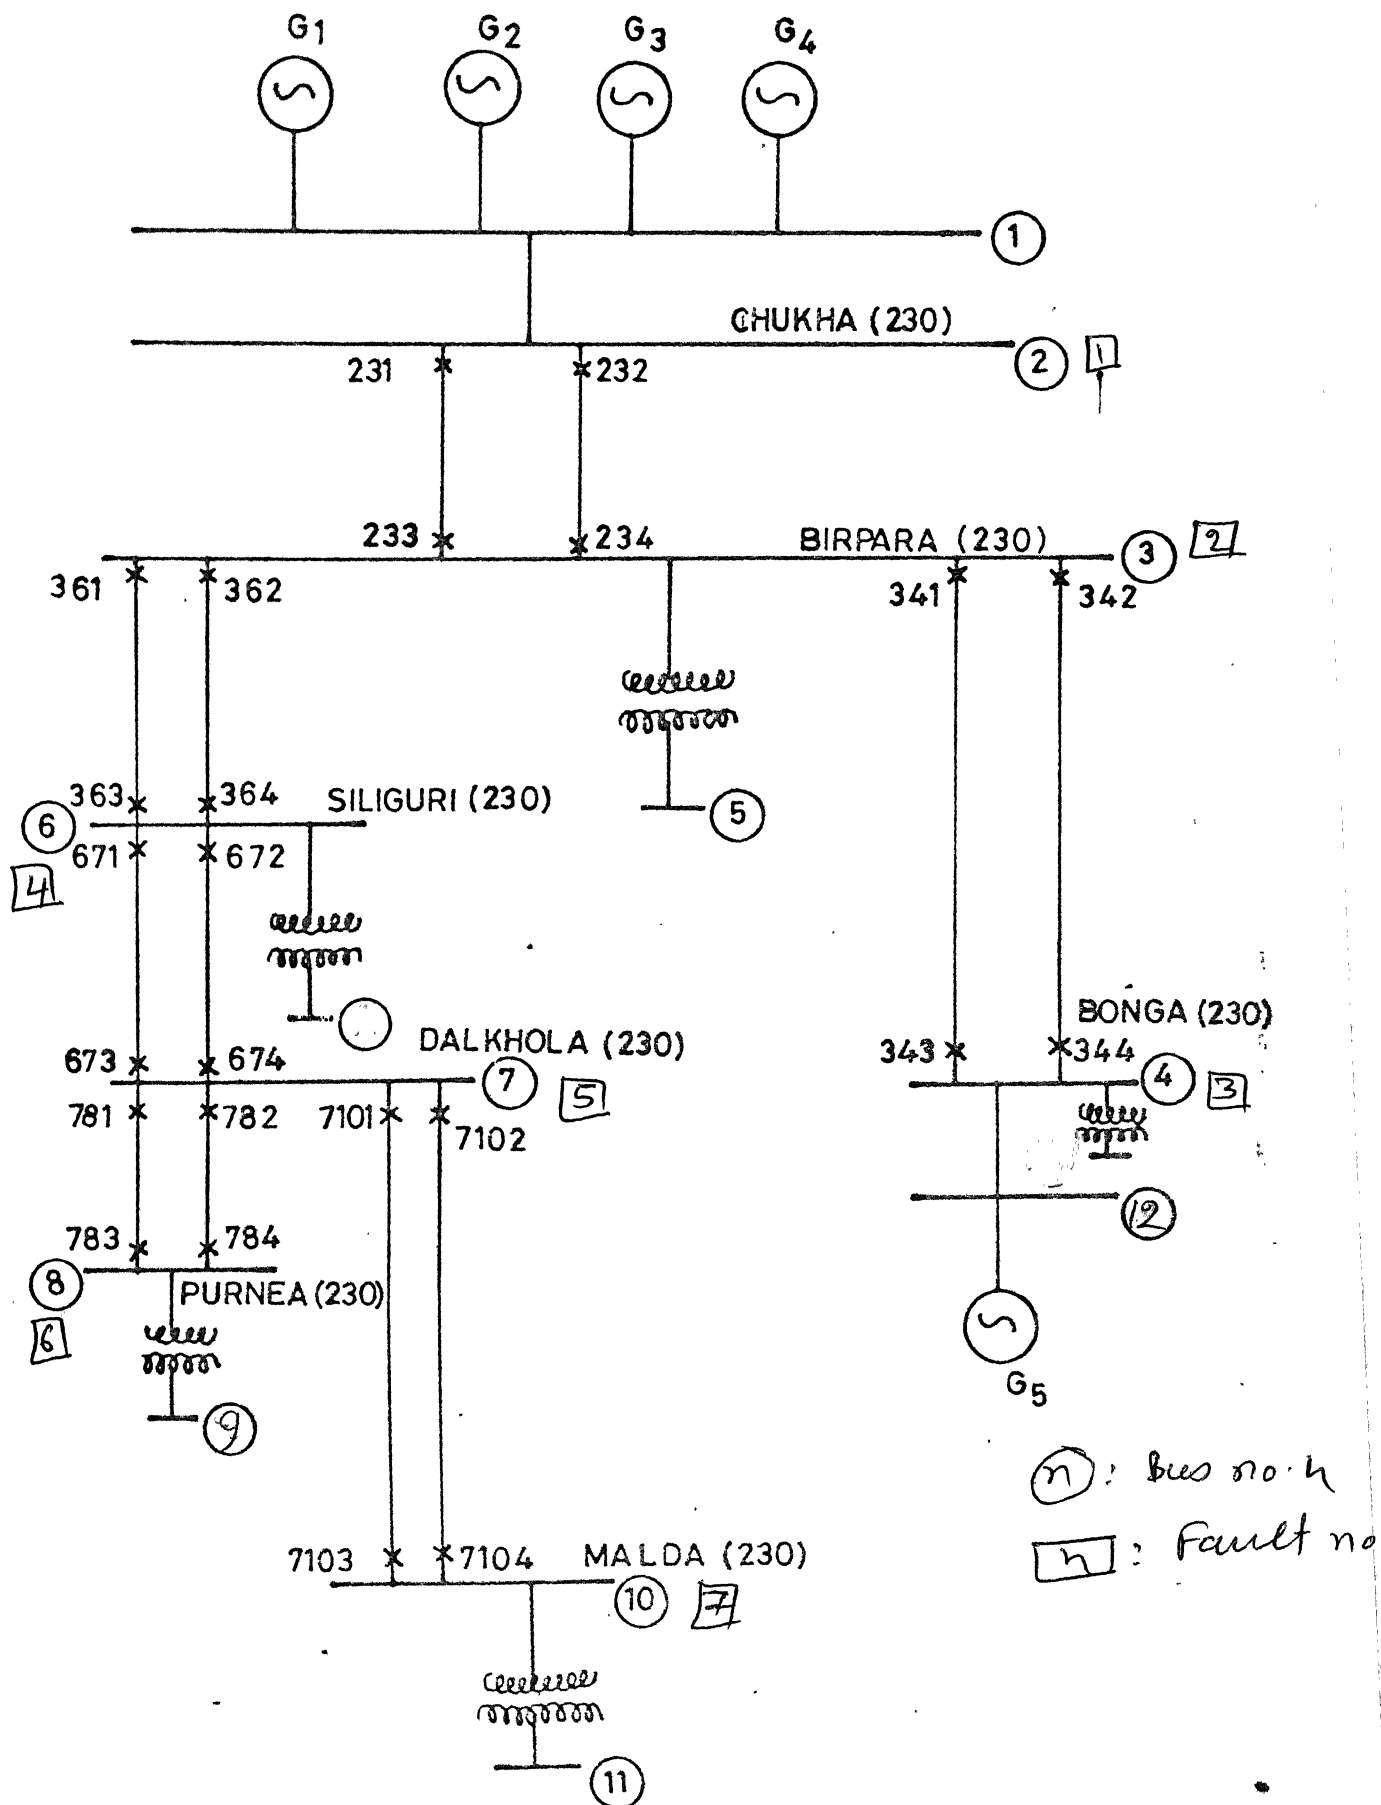 G1 G2 G3 G4
1
CHUKHA (230)
2 1
231 232
233 234 BIRPARA (230) 3 2
361 362 341 342
363 364 SILIGURI (230) 5
6
671 672
4
673 674 DALKHOLA (230) 7 5
BONGA (230)
343 344 4 3
781 782 7101 7102
12
783 784
8 PURNEA (230)
6
G5
9
n : Bus no. n
7103 7104 MALDA (230)
n : Fault no
10 7
11